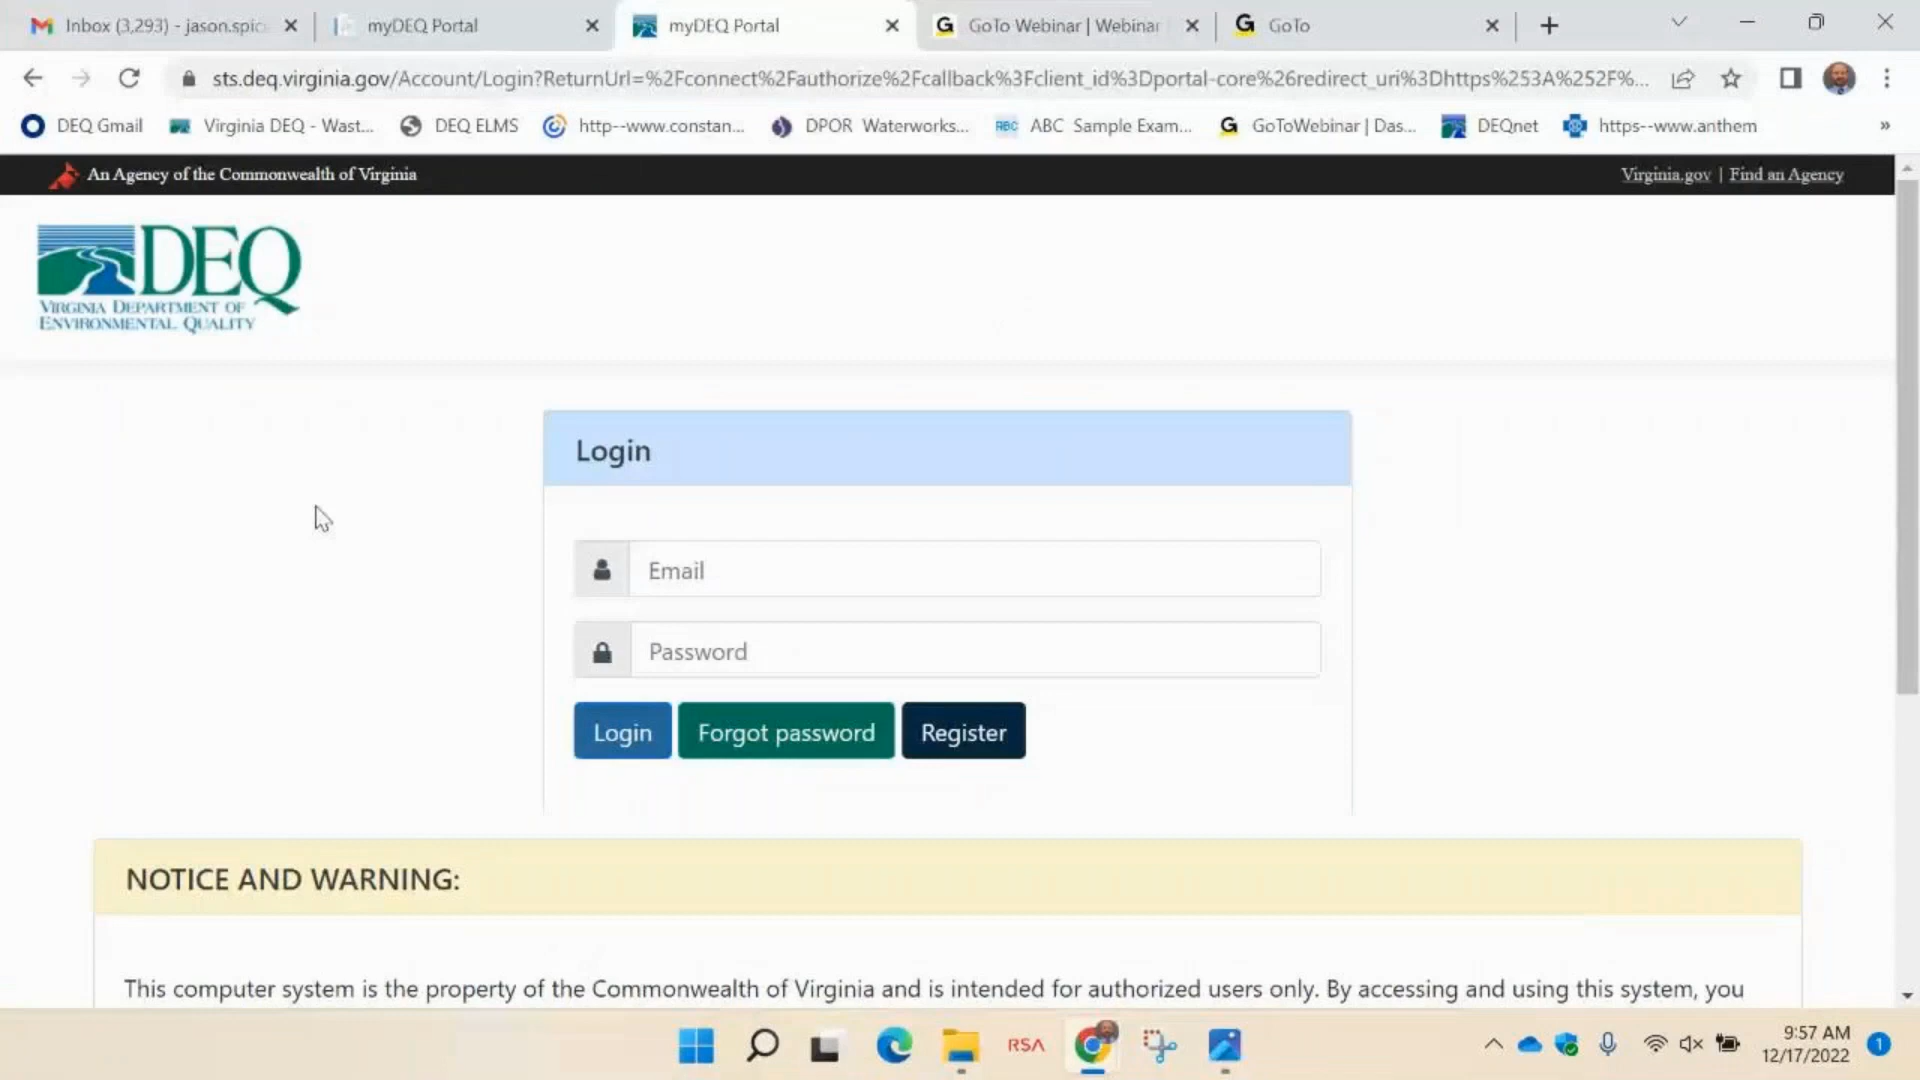 Inbox (3,293) - jason.spic
myDEQ Portal
myDEQ Portal
GoTo Webinar | Webinar
GoTo
sts.deq.virginia.gov/Account/Login?ReturnUrl=%2Fconnect%2Fauthorize%2Fcallback%3Fclient_id%3Dportal-core%26redirect_uri%3Dhttps%253A%252F%...
DEQ Gmail
Virginia DEQ - Wast...
DEQ ELMS
http--www.constan...
DPOR Waterworks...
ABC ABC Sample Exam...
GoToWebinar | Das...
DEQnet
https--www.anthem
»
An Agency of the Commonwealth of Virginia
Virginia.gov | Find an Agency
DEQ
VIRGINIA DEPARTMENT OF
ENVIRONMENTAL QUALITY
Login
Email
Password
Login Forgot password Register
NOTICE AND WARNING:
This computer system is the property of the Commonwealth of Virginia and is intended for authorized users only. By accessing and using this system, you
RSA
9:57 AM
12/17/2022
1